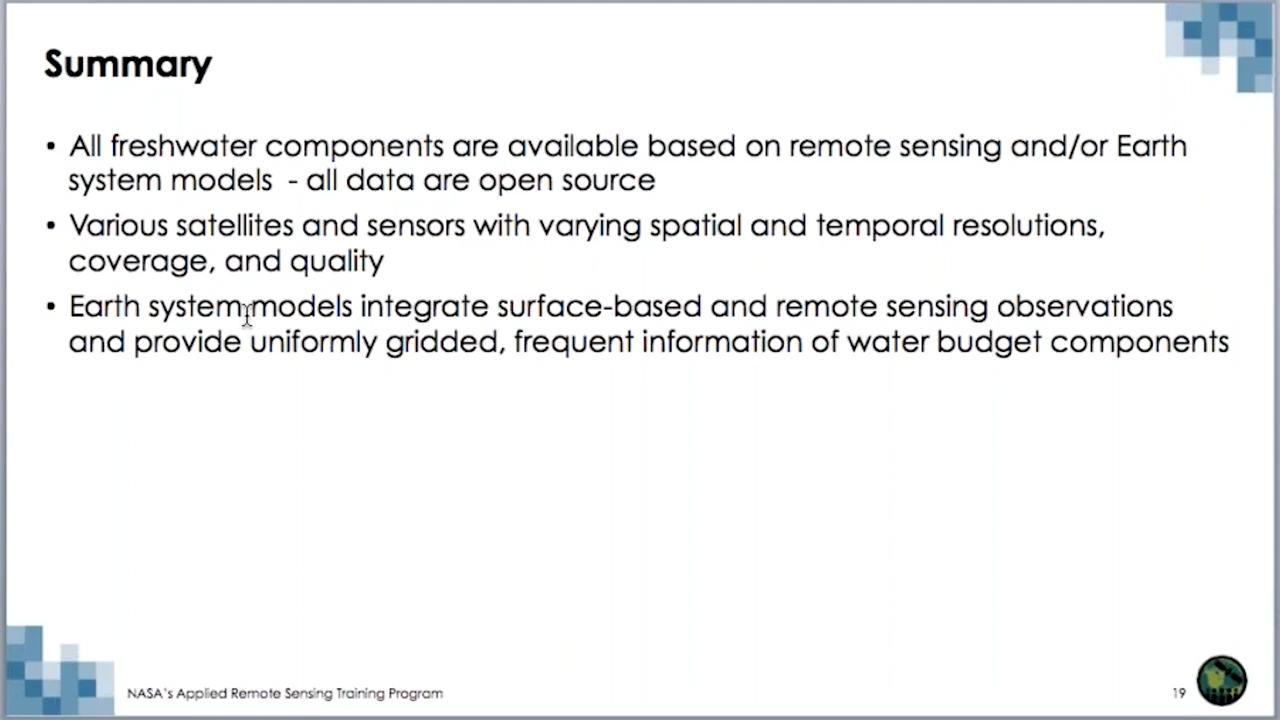 Summary
• All freshwater components are available based on remote sensing and/or Earth
system models - all data are open source
• Various satellites and sensors with varying spatial and temporal resolutions,
coverage, and quality
• Earth system models integrate surface-based and remote sensing observations
and provide uniformly gridded, frequent information of water budget components
NASA's Applied Remote Sensing Training Program
19